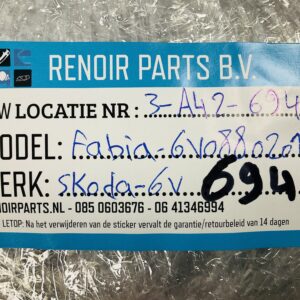 RENOIR PARTS B.V.
W LOCATIE NR : 3-A42-694
ODEL: Fabia-6V0880201
ERK: Skoda-6V 694
NOIRPARTS.NL - 085 0603676 - 06 41346994
LETOP: Na het verwijderen van de sticker vervalt de garantie/retourbeleid van 14 dagen